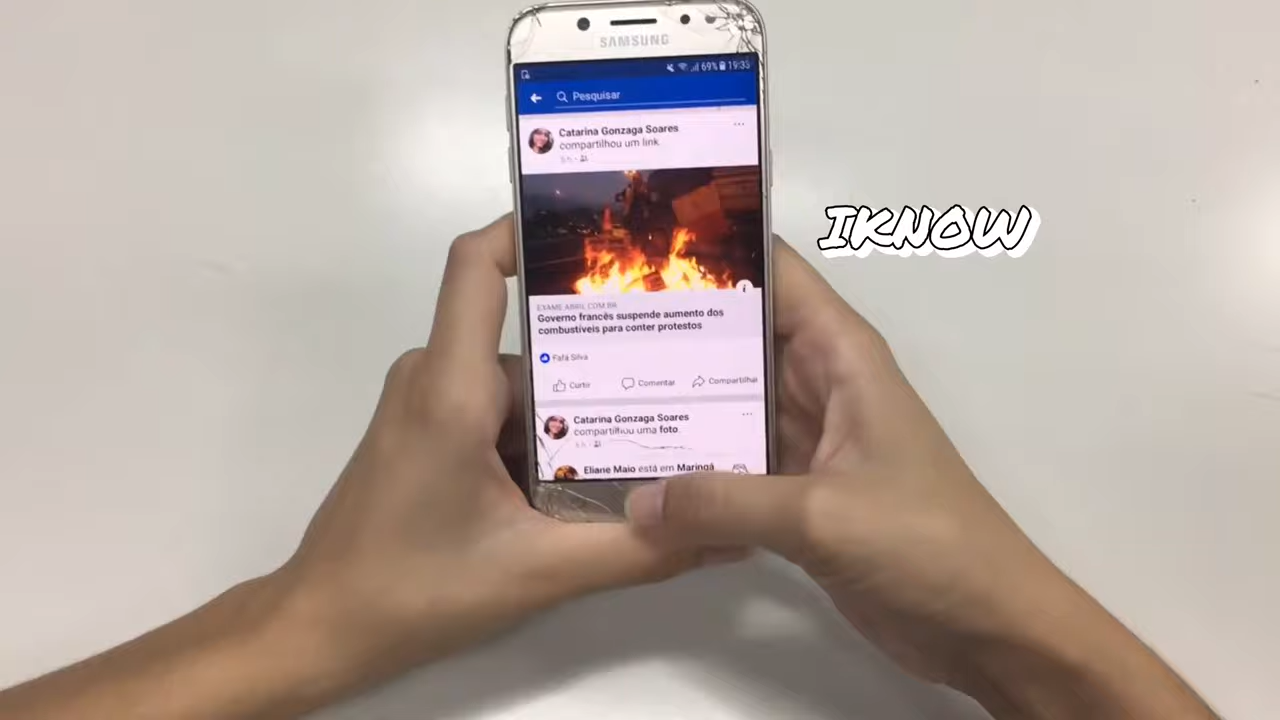 SAMSUNG
69% 19:33
Pesquisar
Catarina Gonzaga Soares
compartilhou um link.
IKNOW
EXAME.ABRIL.COM.BR
Governo francês suspende aumento dos
combustíveis para conter protestos
Fafá Silva
Curtir Comentar Compartilhar
Catarina Gonzaga Soares
compartilhou uma foto.
Eliane Maio está em Maringá